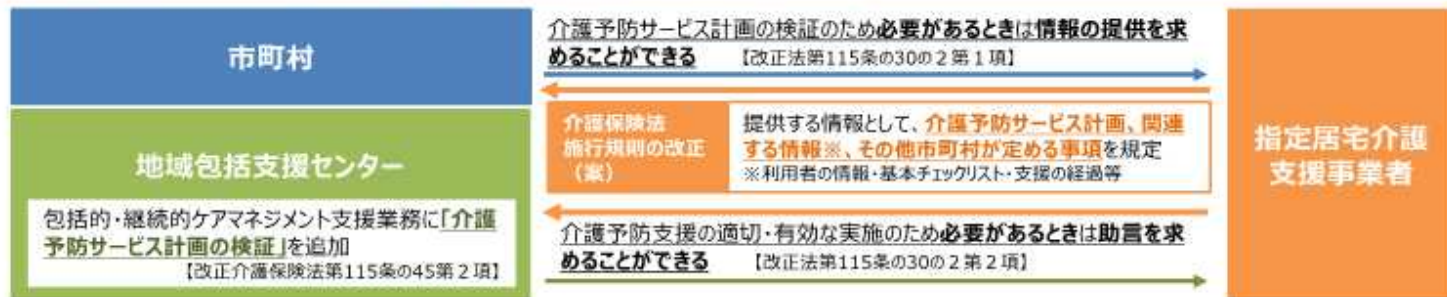 市町村
地域包括支援センター
包括的・継続的ケアマネジメント支援業務に「介護
予防サービス計画の検証」を追加
【改正介護保険法第115条の45第2項】
介護予防サービス計画の検証のため必要があるときは情報の提供を求
めることができる 【改正法第115条の30の2第1項】
介護保険法
施行規則の改正
（案）
提供する情報として、介護予防サービス計画、関連
する情報※、その他市町村が定める事項を規定
※利用者の情報・基本チェックリスト・支援の経過等
介護予防支援の適切・有効な実施のため必要があるときは助言を求
めることができる 【改正法第115条の30の2第2項】
指定居宅介護
支援事業者